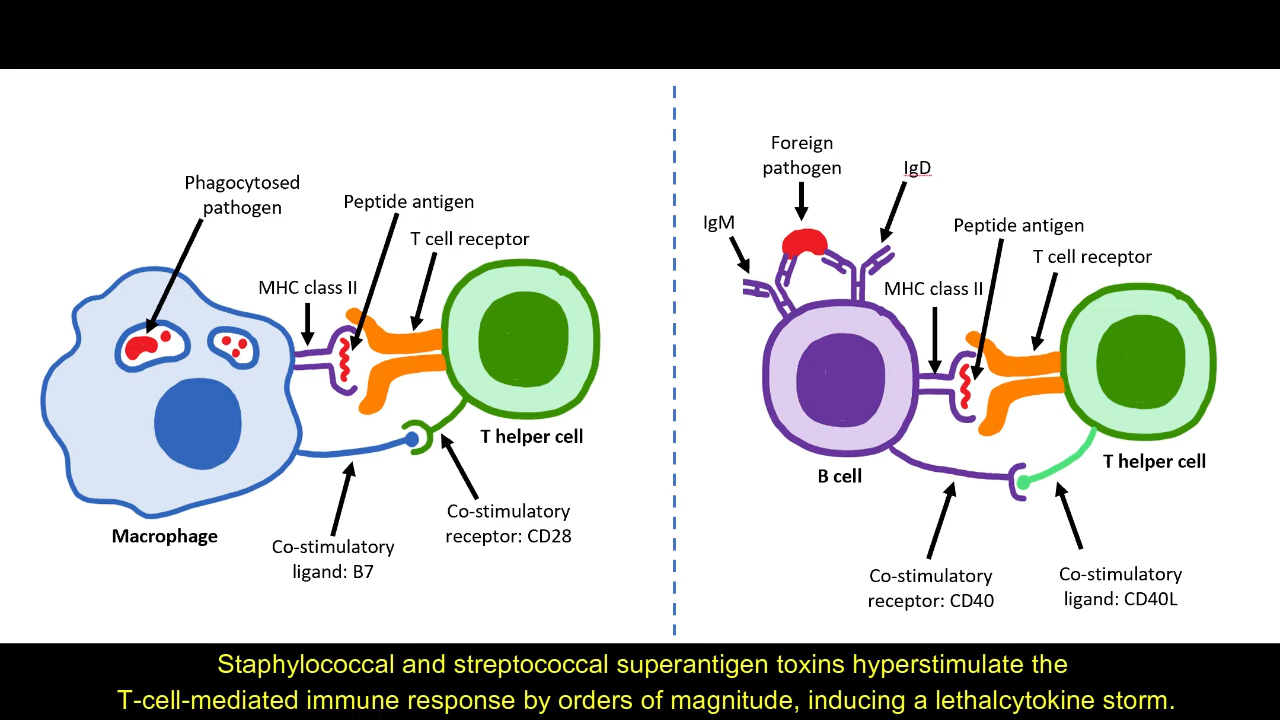 Phagocytosed
pathogen
Peptide antigen
T cell receptor
MHC class II
T helper cell
Macrophage
Co-stimulatory
ligand: B7
Co-stimulatory
receptor: CD28
Foreign
pathogen
IgD
IgM
Peptide antigen
T cell receptor
MHC class II
B cell
T helper cell
Co-stimulatory
receptor: CD40
Co-stimulatory
ligand: CD40L
Staphylococcal and streptococcal superantigen toxins hyperstimulate the
T-cell-mediated immune response by orders of magnitude, inducing a lethalcytokine storm.